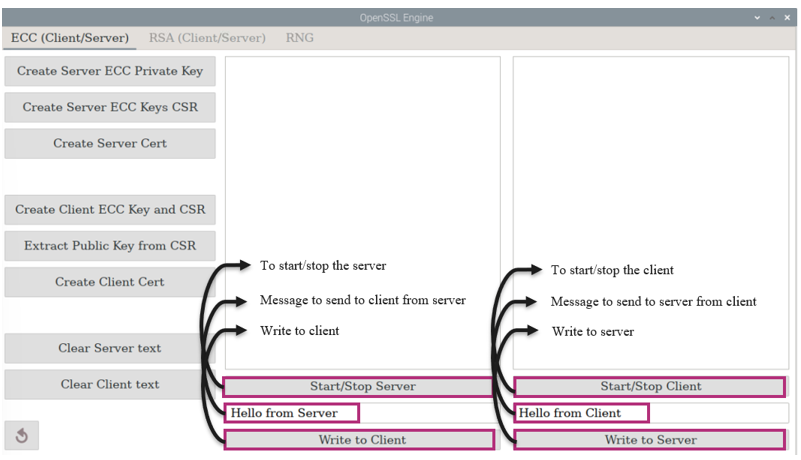 OpenSSL Engine
ECC (Client/Server) RSA (Client/Server) RNG
Create Server ECC Private Key
Create Server ECC Keys CSR
Create Server Cert
Create Client ECC Key and CSR
Extract Public Key from CSR
Create Client Cert
Clear Server text
Clear Client text
To start/stop the server
Message to send to client from server
Write to client
Start/Stop Server
Hello from Server
Write to Client
To start/stop the client
Message to send to server from client
Write to server
Start/Stop Client
Hello from Client
Write to Server